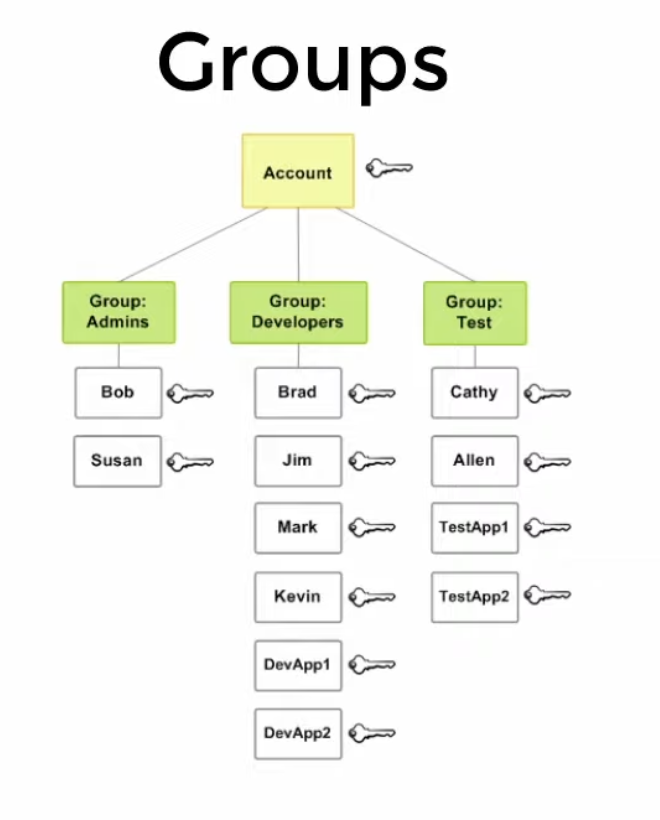 Groups
Account
Group:
Admins
Bob
Susan
Group:
Developers
Brad
Jim
Mark
Kevin
DevApp1
DevApp2
Group:
Test
Cathy
Allen
TestApp1
TestApp2